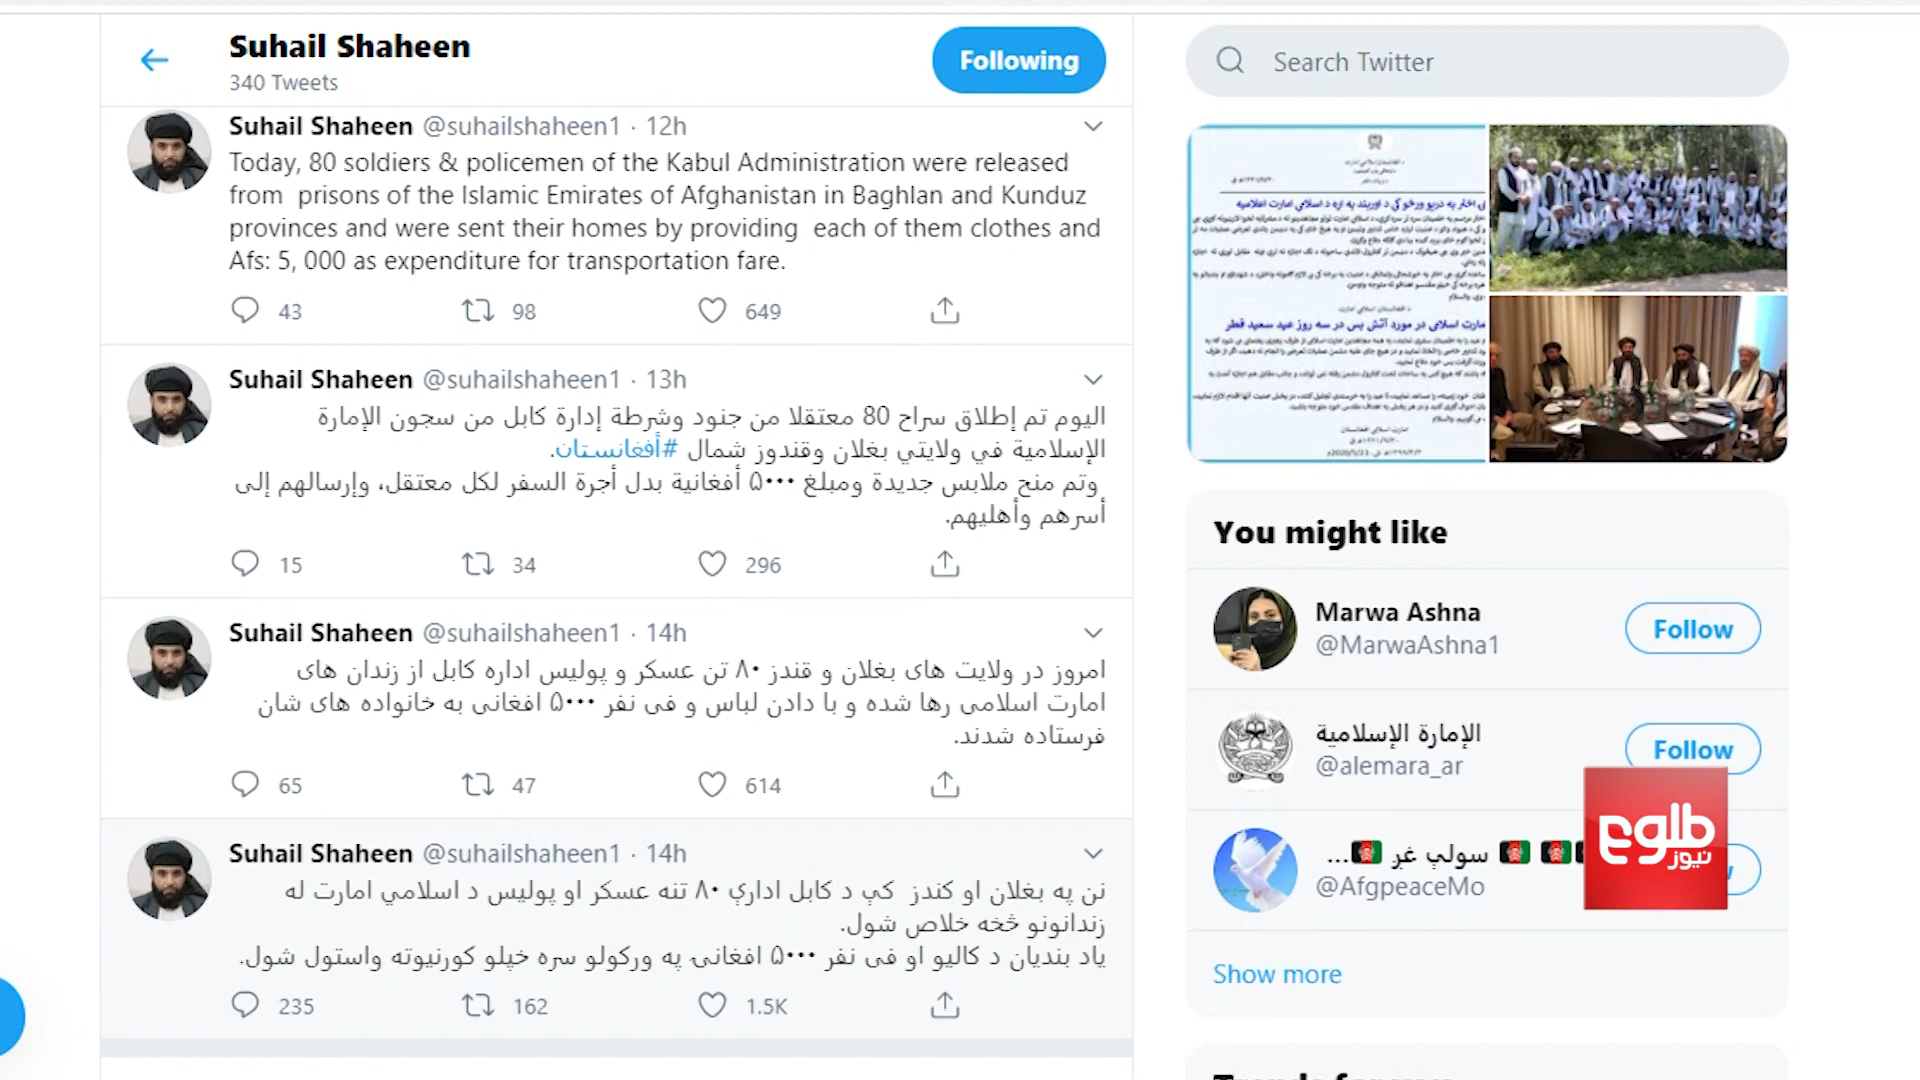 Suhail Shaheen
340 Tweets
Following
Suhail Shaheen @suhailshaheen1 · 12h
Today, 80 soldiers & policemen of the Kabul Administration were released
from prisons of the Islamic Emirates of Afghanistan in Baghlan and Kunduz
provinces and were sent their homes by providing each of them clothes and
Afs: 5, 000 as expenditure for transportation fare.
43 98 649
Suhail Shaheen @suhailshaheen1 · 13h
اليوم تم إطلاق سراح 80 معتقلا من جنود وشرطة إدارة كابل من سجون الإمارة
الإسلامية في ولايتي بغلان وقندوز شمال #أفغانستان.
وتم منح ملابس جديدة ومبلغ ۵۰۰۰ أفغانية بدل أجرة السفر لكل معتقل، وإرسالهم إلى
أسرهم وأهليهم.
15 34 296
Suhail Shaheen @suhailshaheen1 · 14h
امروز در ولایت های بغلان و قندز ۸۰ تن عسکر و پولیس اداره کابل از زندان های
امارت اسلامی رها شده و با دادن لباس و فی نفر ۵۰۰۰ افغانی به خانواده های شان
فرستاده شدند.
65 47 614
Suhail Shaheen @suhailshaheen1 · 14h
نن په بغلان او کندز کې د کابل ادارې ۸۰ تنه عسکر او پولیس د اسلامي امارت له
زندانونو څخه خلاص شول.
یاد بندیان د کالیو او فی نفر ۵۰۰۰ افغانۍ په ورکولو سره خپلو کورنیوته واستول شول.
235 162 1.5K
Search Twitter
You might like
Marwa Ashna
@MarwaAshna1
Follow
الإمارة الإسلامية
@alemara_ar
Follow
سولې غږ ...
@AfgpeaceMo
طلوع
نیوز
Show more
Trends for you